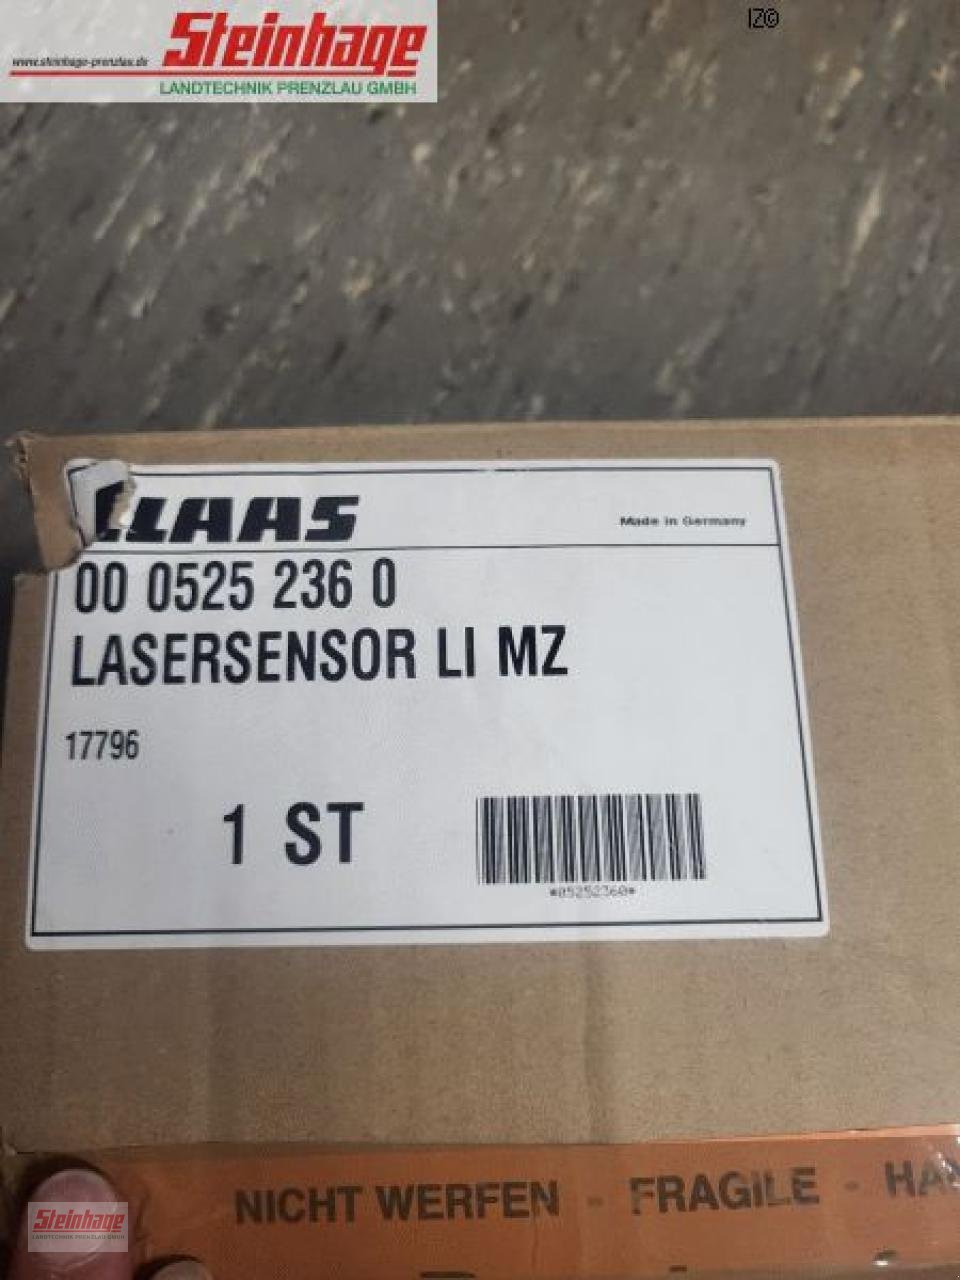 Steinhage
www.steinhage-prenzlau.de
LANDTECHNIK PRENZLAU GMBH
IZ©
CLAAS
Made in Germany
00 0525 236 0
LASERSENSOR LI MZ
17796
1 ST
*05252360*
NICHT WERFEN - FRAGILE - HA
Steinhage
LANDTECHNIK PRENZLAU GMBH